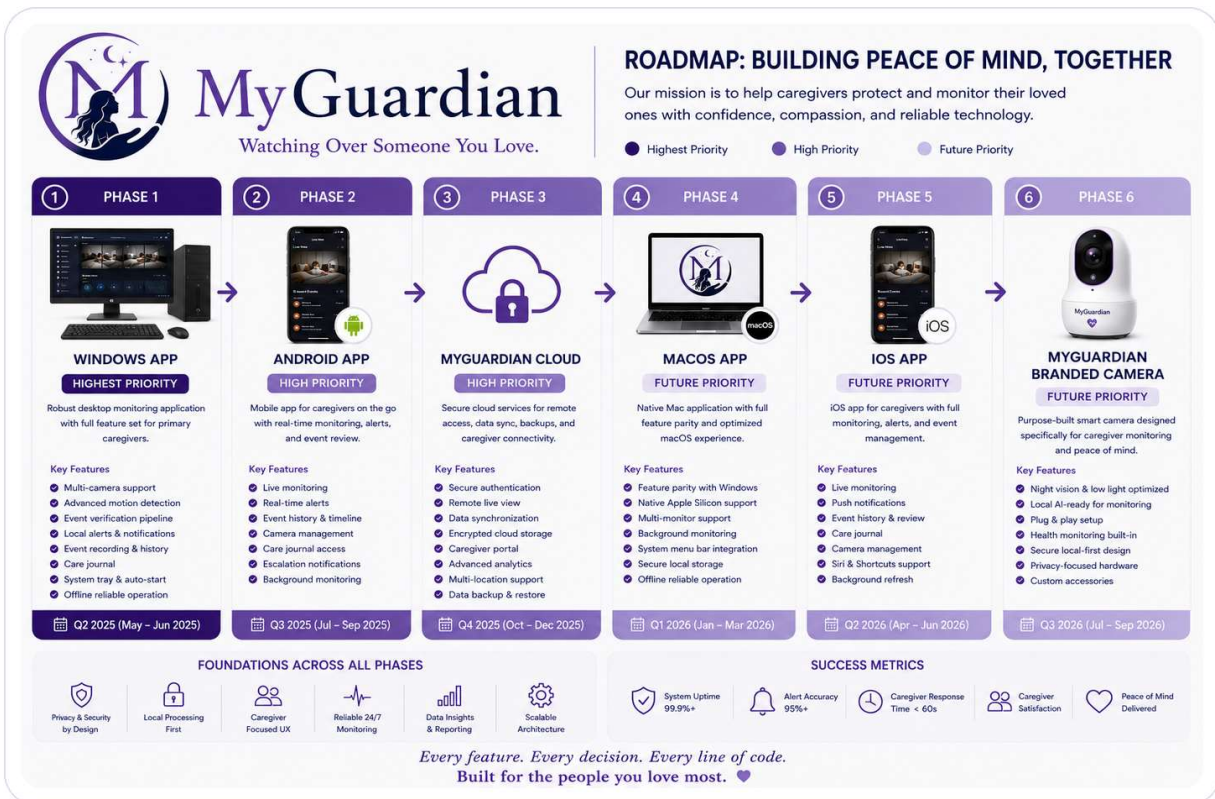 M
MyGuardian
Watching Over Someone You Love.
ROADMAP: BUILDING PEACE OF MIND, TOGETHER
Our mission is to help caregivers protect and monitor their loved
ones with confidence, compassion, and reliable technology.
Highest Priority
High Priority
Future Priority
1 PHASE 1
WINDOWS APP
HIGHEST PRIORITY
Robust desktop monitoring application
with full feature set for primary
caregivers.
Key Features
Multi-camera support
Advanced motion detection
Event verification pipeline
Local alerts & notifications
Event recording & history
Care journal
System tray & auto-start
Offline reliable operation
Q2 2025 (May – Jun 2025)
2 PHASE 2
ANDROID APP
HIGH PRIORITY
Mobile app for caregivers on the go
with real-time monitoring, alerts,
and event review.
Key Features
Live monitoring
Real-time alerts
Event history & timeline
Camera management
Care journal access
Escalation notifications
Background monitoring
Q3 2025 (Jul – Sep 2025)
3 PHASE 3
MYGUARDIAN CLOUD
HIGH PRIORITY
Secure cloud services for remote
access, data sync, backups, and
caregiver connectivity.
Key Features
Secure authentication
Remote live view
Data synchronization
Encrypted cloud storage
Caregiver portal
Advanced analytics
Multi-location support
Data backup & restore
Q4 2025 (Oct – Dec 2025)
4 PHASE 4
M
macOS
MACOS APP
FUTURE PRIORITY
Native Mac application with full
feature parity and optimized
macOS experience.
Key Features
Feature parity with Windows
Native Apple Silicon support
Multi-monitor support
Background monitoring
System menu bar integration
Secure local storage
Offline reliable operation
Q1 2026 (Jan – Mar 2026)
5 PHASE 5
iOS
IOS APP
FUTURE PRIORITY
iOS app for caregivers with full
monitoring, alerts, and event
management.
Key Features
Live monitoring
Push notifications
Event history & review
Care journal
Camera management
Siri & Shortcuts support
Background refresh
Q2 2026 (Apr – Jun 2026)
6 PHASE 6
MyGuardian
MYGUARDIAN
BRANDED CAMERA
FUTURE PRIORITY
Purpose-built smart camera designed
specifically for caregiver monitoring
and peace of mind.
Key Features
Night vision & low light optimized
Local AI-ready for monitoring
Plug & play setup
Health monitoring built-in
Secure local-first design
Privacy-focused hardware
Custom accessories
Q3 2026 (Jul – Sep 2026)
FOUNDATIONS ACROSS ALL PHASES
Privacy & Security
by Design
Local Processing
First
Caregiver
Focused UX
Reliable 24/7
Monitoring
Data Insights
& Reporting
Scalable
Architecture
SUCCESS METRICS
System Uptime
99.9%+
Alert Accuracy
95%+
Caregiver Response
Time < 60s
Caregiver
Satisfaction
Peace of Mind
Delivered
Every feature. Every decision. Every line of code.
Built for the people you love most.